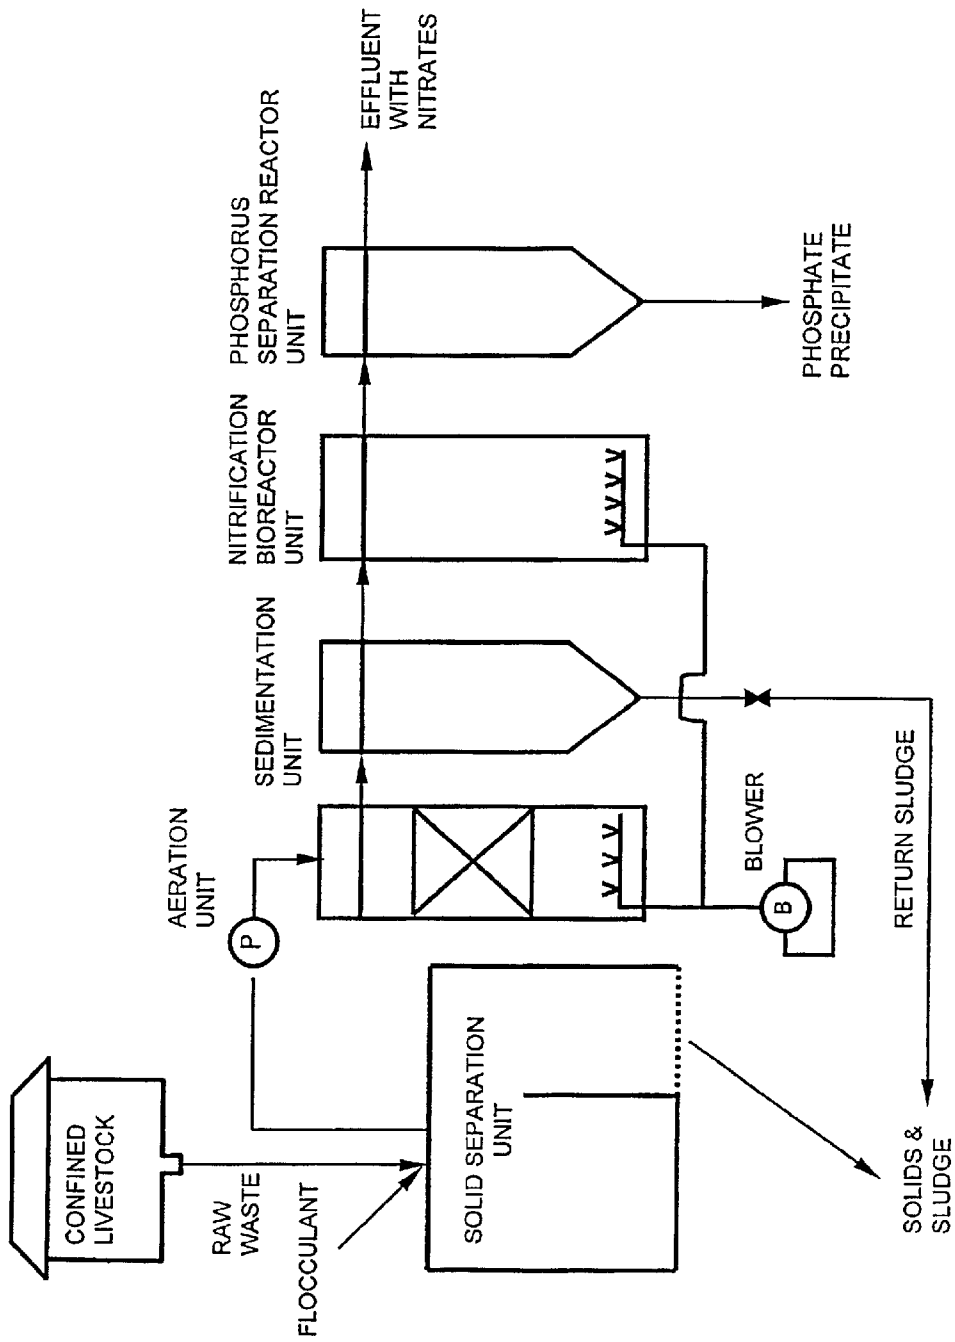 CONFINED
LIVESTOCK
RAW
WASTE
FLOCCULANT
SOLID SEPARATION
UNIT
SOLIDS &
SLUDGE
P
AERATION
UNIT
BLOWER
B
RETURN SLUDGE
SEDIMENTATION
UNIT
NITRIFICATION
BIOREACTOR
UNIT
PHOSPHORUS
SEPARATION REACTOR
UNIT
PHOSPHATE
PRECIPITATE
EFFLUENT
WITH
NITRATES